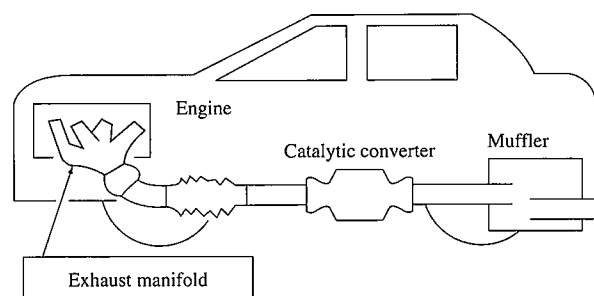 Engine
Catalytic converter
Muffler
Exhaust manifold